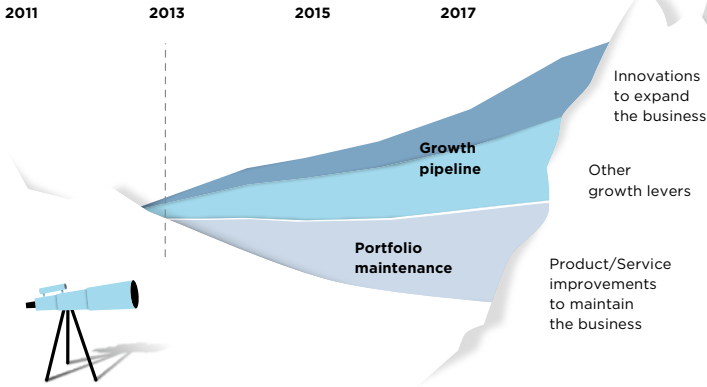 2011 2013 2015 2017
Innovations
to expand
the business
Growth
pipeline
Other
growth levers
Portfolio
maintenance
Product/Service
improvements
to maintain
the business